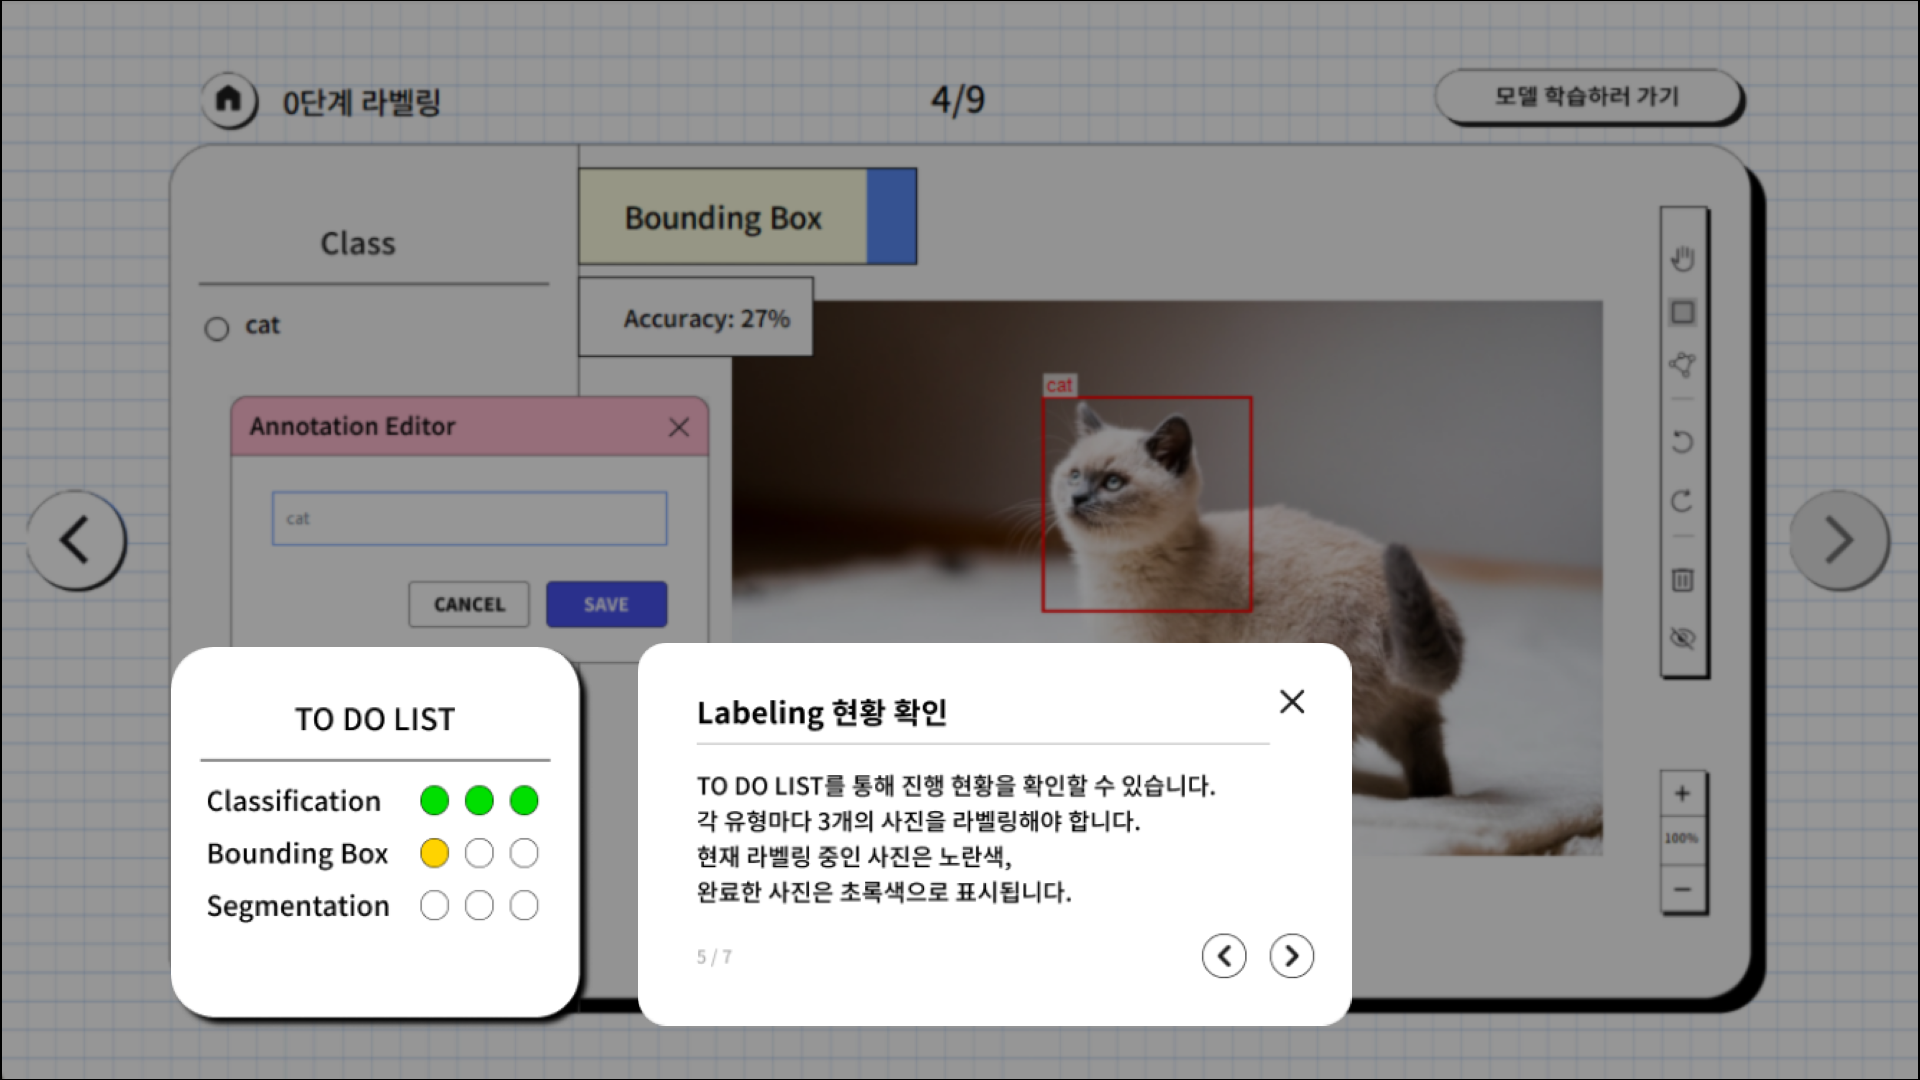 0단계 라벨링
4/9
모델 학습하러 가기
Class
cat
Bounding Box
Accuracy: 27%
cat
Annotation Editor
cat
CANCEL
SAVE
TO DO LIST
Classification
Bounding Box
Segmentation
Labeling 현황 확인
TO DO LIST를 통해 진행 현황을 확인할 수 있습니다.
각 유형마다 3개의 사진을 라벨링해야 합니다.
현재 라벨링 중인 사진은 노란색,
완료한 사진은 초록색으로 표시됩니다.
5 / 7
100%